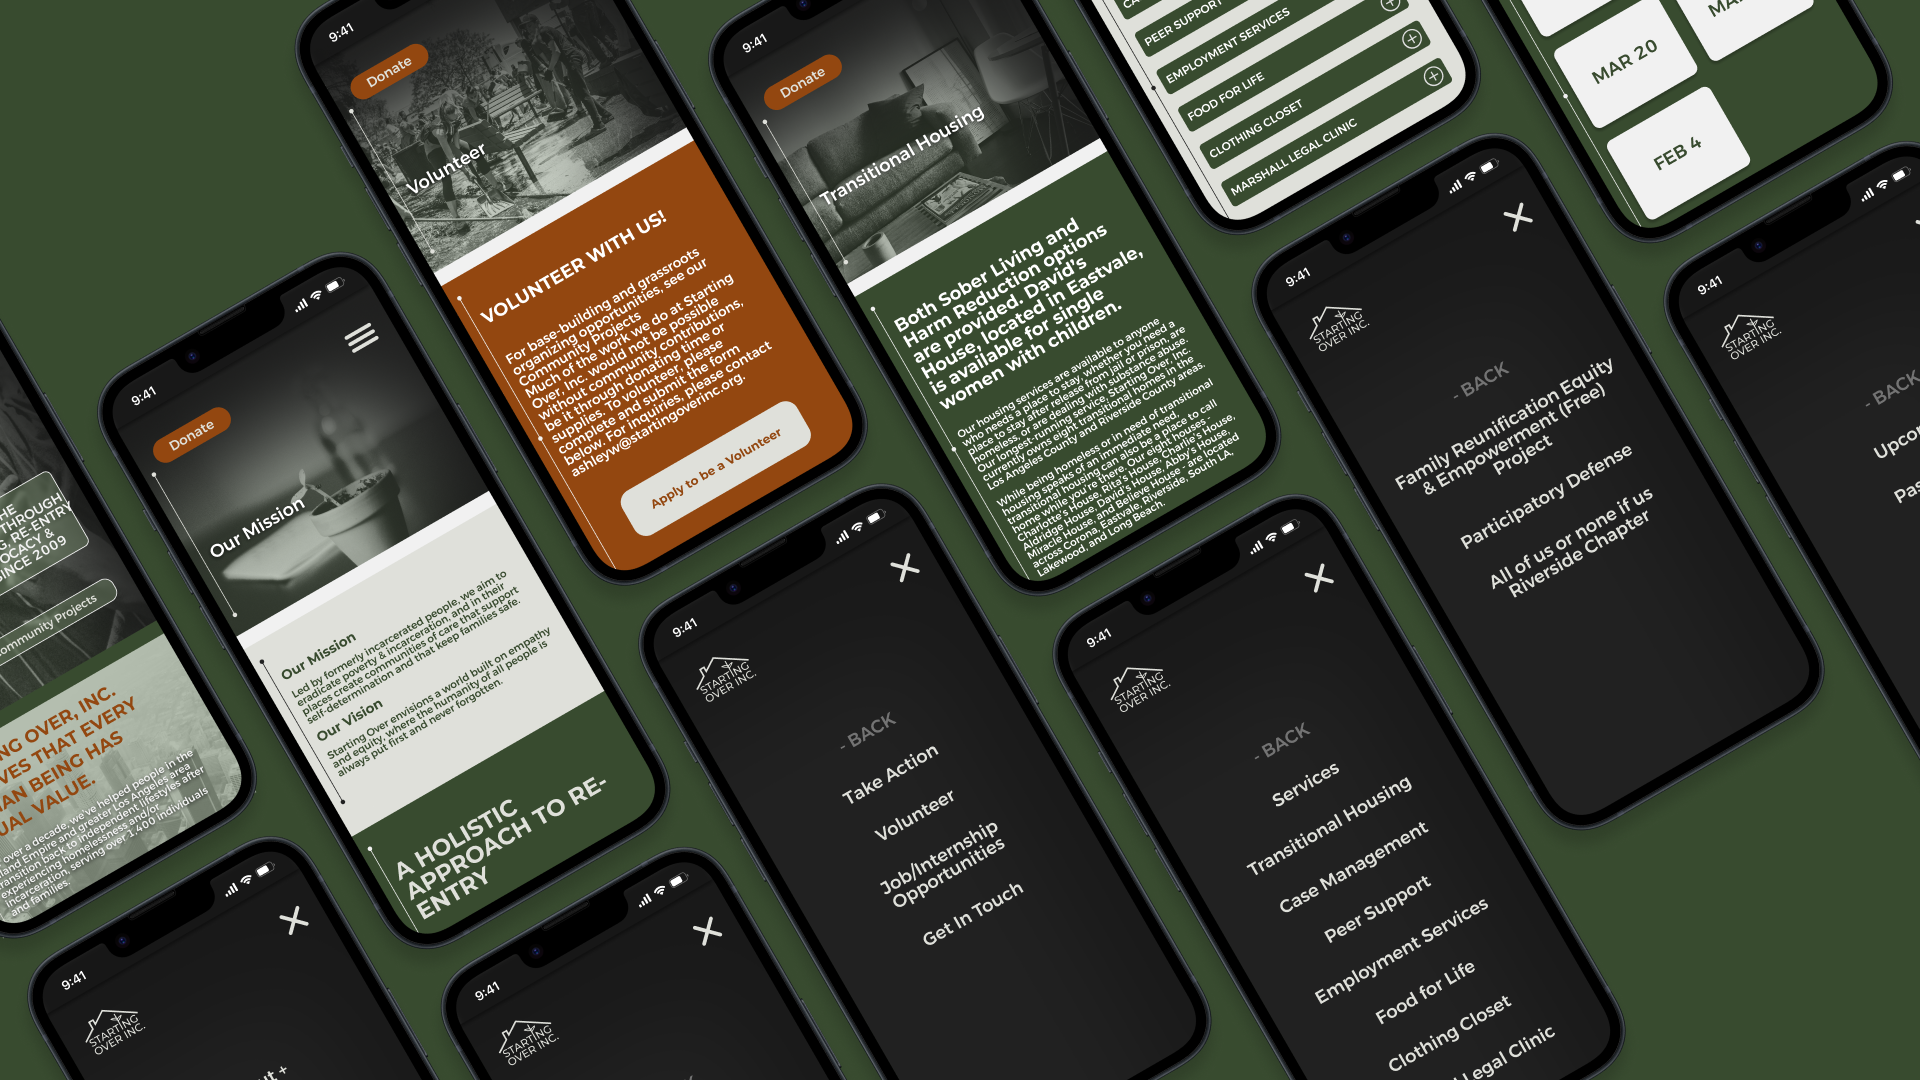 THE
THROUGH
G, RE-ENTRY
OCACY &
SINCE 2009
ommunity Projects
NG OVER, INC.
VES THAT EVERY
AN BEING HAS
UAL VALUE.
over a decade, we've helped people in the
and Empire and greater Los Angeles area
transition back to independent lifestyles after
experiencing homelessness and/or
incarceration, serving over 1,400 individuals
and families.
9:41
Donate
Our Mission
Our Mission
Led by formerly incarcerated people, we aim to
eradicate poverty & incarceration, and in their
places create communities of care that support
self-determination and that keep families safe.
Our Vision
Starting Over envisions a world built on empathy
and equity, where the humanity of all people is
always put first and never forgotten.
A HOLISTIC
APPROACH TO RE-
ENTRY
9:41
Donate
Volunteer
VOLUNTEER WITH US!
For base-building and grassroots
organizing opportunities, see our
Community Projects
Much of the work we do at Starting
Over, Inc. would not be possible
without community contributions,
be it through donating time or
supplies. To volunteer, please
complete and submit the form
below. For inquiries, please contact
ashleyw@startingoverinc.org.
Apply to be a Volunteer
9:41
Donate
Transitional Housing
Both Sober Living and
Harm Reduction options
are provided. David's
House, located in Eastvale,
is available for single
women with children.
Our housing services are available to anyone
who needs a place to stay, whether you need a
place to stay after release from jail or prison, are
homeless, or are dealing with substance abuse.
Our longest-running service, Starting Over, Inc.
currently runs eight transitional homes in the
Los Angeles County and Riverside County areas.
While being homeless or in need of transitional
housing speaks of an immediate need,
transitional housing can also be a place to call
home while you're there. Our eight houses -
Charlotte's House, Rita's House, Charlie's House,
Aldridge House, David's House, Abby's House,
Miracle House, and Believe House - are located
across Corona, Eastvale, Riverside, South LA,
Lakewood, and Long Beach.
PEER SUPPORT
EMPLOYMENT SERVICES
FOOD FOR LIFE
CLOTHING CLOSET
MARSHALL LEGAL CLINIC
MAR 20
MA
FEB 4
9:41
STARTING
OVER INC.
ut +
9:41
STARTING
OVER INC.
9:41
STARTING
OVER INC.
- BACK
Take Action
Volunteer
Job/Internship
Opportunities
Get In Touch
9:41
STARTING
OVER INC.
- BACK
Services
Transitional Housing
Case Management
Peer Support
Employment Services
Food for Life
Clothing Closet
Legal Clinic
9:41
STARTING
OVER INC.
- BACK
Family Reunification Equity
& Empowerment (Free)
Project
Participatory Defense
All of us or none if us
Riverside Chapter
9:41
STARTING
OVER INC.
- BACK
Upcom
Pas